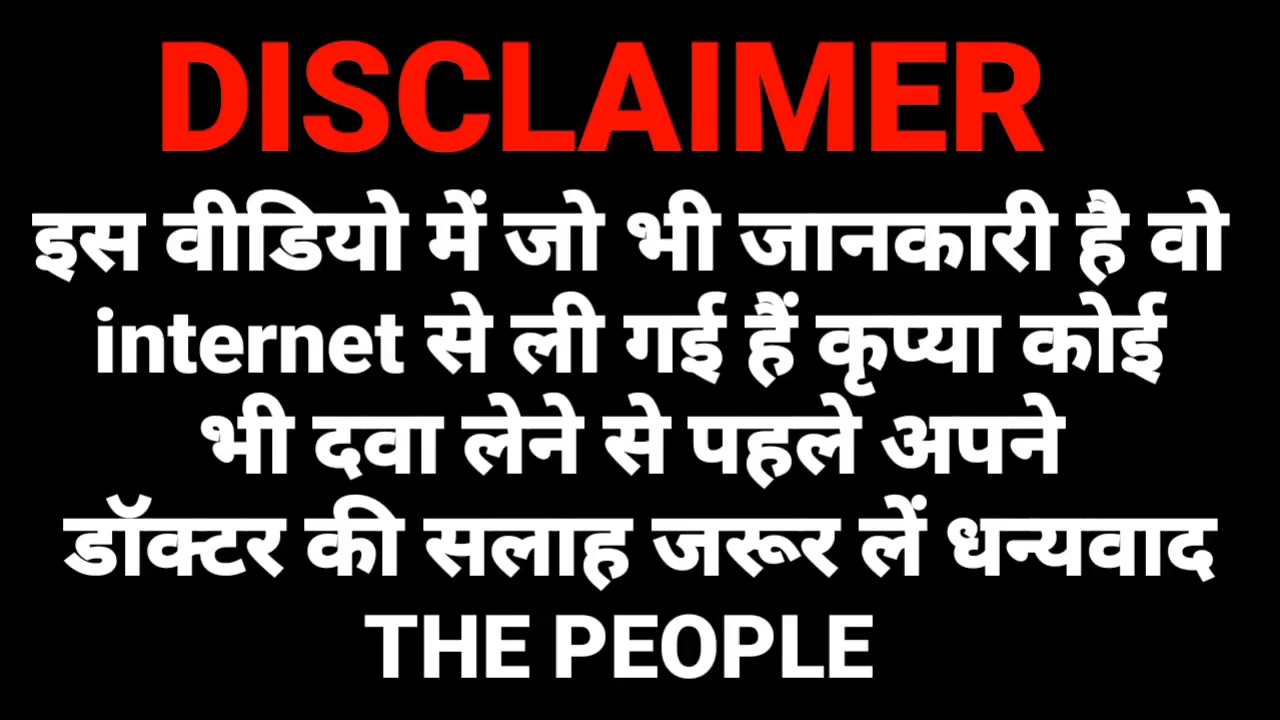 DISCLAIMER
इस वीडियो में जो भी जानकारी है वो
internet से ली गई हैं कृप्या कोई
भी दवा लेने से पहले अपने
डॉक्टर की सलाह जरूर लें धन्यवाद
THE PEOPLE